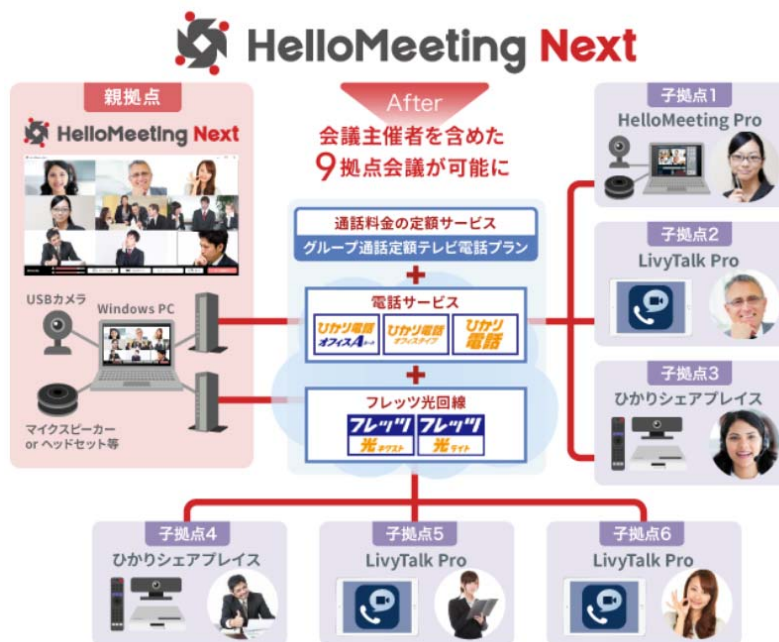 HelloMeeting Next
親拠点
HelloMeeting Next
USBカメラ
Windows PC
マイクスピーカー
or ヘッドセット等
After
会議主催者を含めた
9拠点会議が可能に
通話料金の定額サービス
グループ通話定額テレビ電話プラン
+
電話サービス
ひかり電話
オフィスA
ひかり電話
オフィスタイプ
ひかり
電話
+
フレッツ光回線
フレッツ
光ネクスト
フレッツ
光ライト
子拠点1
HelloMeeting Pro
子拠点2
LivyTalk Pro
子拠点3
ひかりシェアプレイス
子拠点4
ひかりシェアプレイス
子拠点5
LivyTalk Pro
子拠点6
LivyTalk Pro